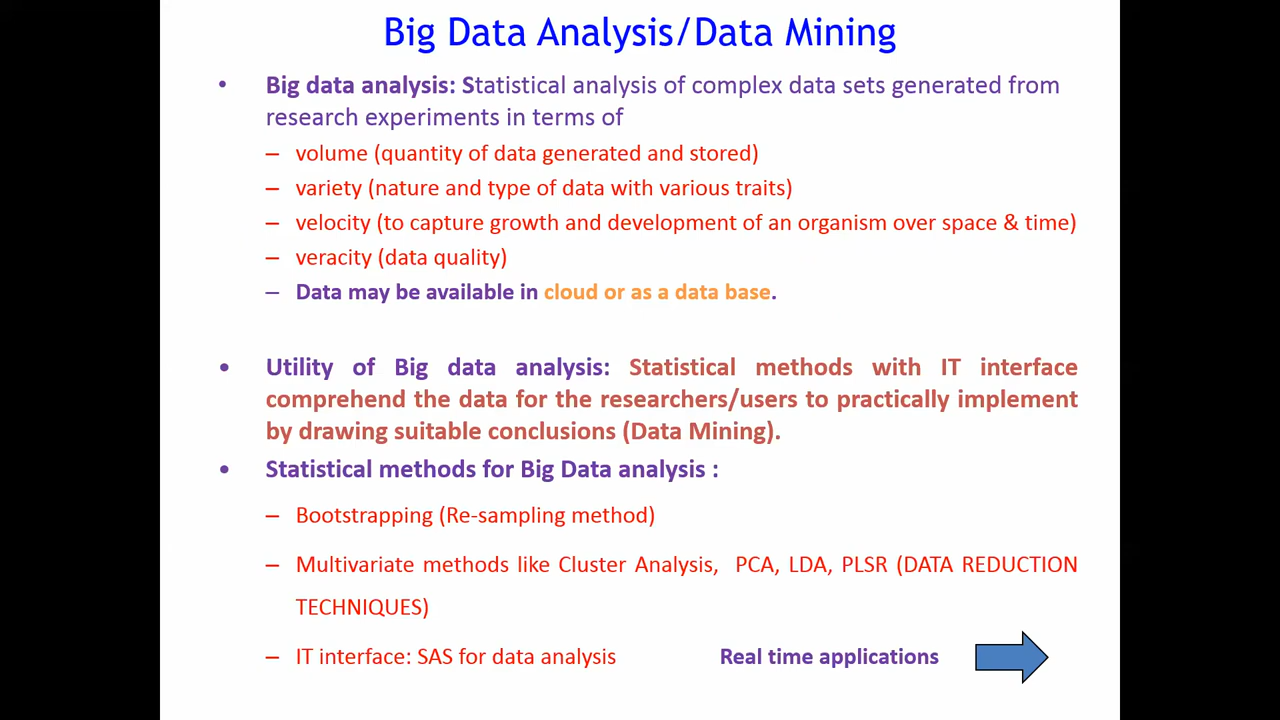 Big Data Analysis/Data Mining
• Big data analysis: Statistical analysis of complex data sets generated from
research experiments in terms of
– volume (quantity of data generated and stored)
– variety (nature and type of data with various traits)
– velocity (to capture growth and development of an organism over space & time)
– veracity (data quality)
– Data may be available in cloud or as a data base.
• Utility of Big data analysis: Statistical methods with IT interface
comprehend the data for the researchers/users to practically implement
by drawing suitable conclusions (Data Mining).
• Statistical methods for Big Data analysis :
– Bootstrapping (Re-sampling method)
– Multivariate methods like Cluster Analysis, PCA, LDA, PLSR (DATA REDUCTION
TECHNIQUES)
– IT interface: SAS for data analysis Real time applications